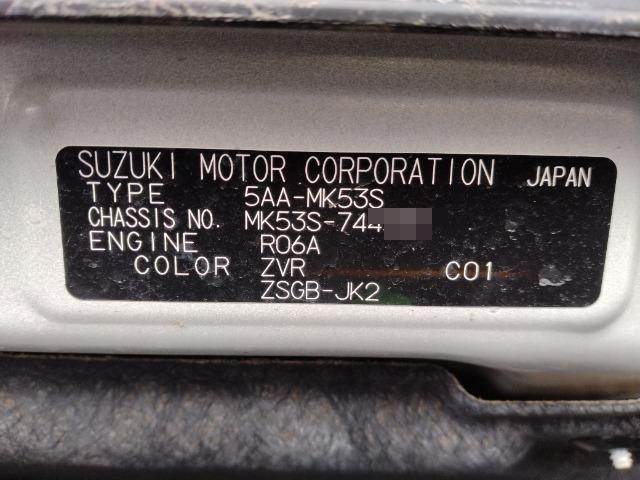 SUZUKI MOTOR CORPORATION JAPAN
TYPE 5AA-MK53S
CHASSIS NO. MK53S-744
ENGINE R06A
COLOR ZVR C01
ZSGB-JK2